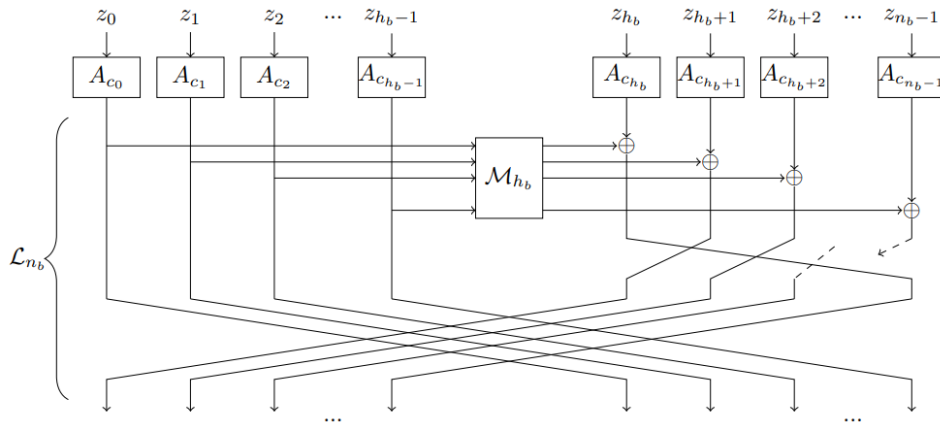 z_0 z_1 z_2 ... z_{h_b-1} z_{h_b} z_{h_b+1} z_{h_b+2} ... z_{n_b-1}
A_{c_0} A_{c_1} A_{c_2} A_{c_{h_b-1}} A_{c_{h_b}} A_{c_{h_b+1}} A_{c_{h_b+2}} A_{c_{n_b-1}}
ℳ_{h_b}
ℒ_{n_b}
... ...